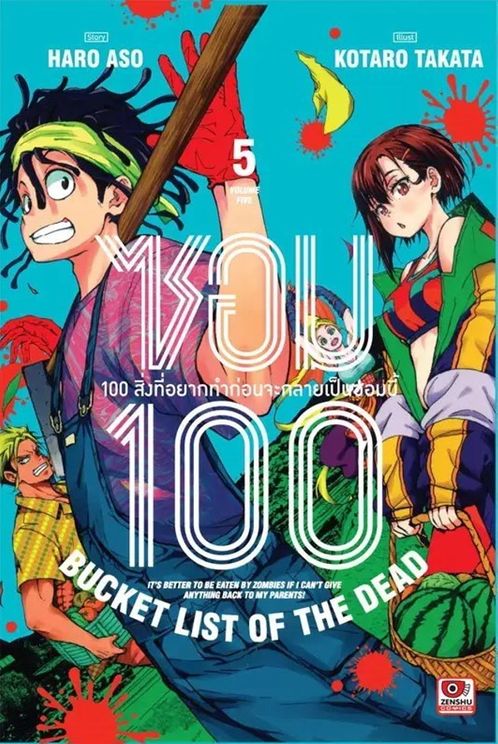 Story
HARO ASO
Illust
KOTARO TAKATA
5
VOLUME
FIVE
ซอม
100 สิ่งที่อยากทำก่อนจะกลายเป็นซอมบี้
100
BUCKET LIST OF THE DEAD
IT'S BETTER TO BE EATEN BY ZOMBIES IF I CAN'T GIVE
ANYTHING BACK TO MY PARENTS!
ZENSHU
COMICS